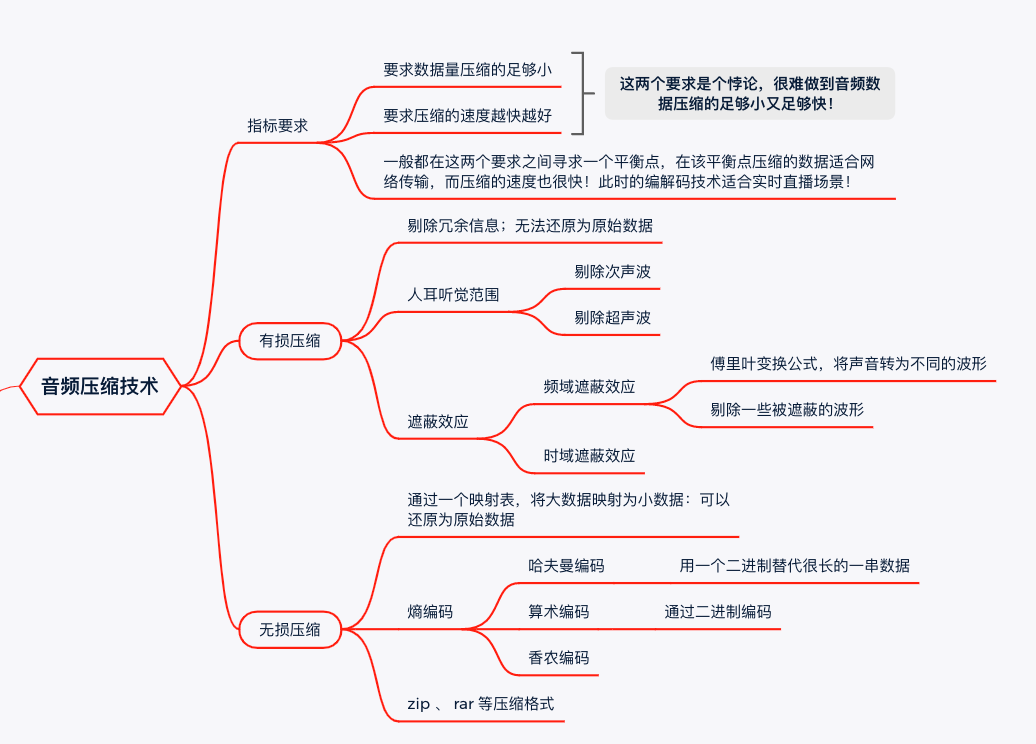 要求数据量压缩的足够小
这两个要求是个悖论，很难做到音频数
据压缩的足够小又足够快！
要求压缩的速度越快越好
指标要求
一般都在这两个要求之间寻求一个平衡点，在该平衡点压缩的数据适合网
络传输，而压缩的速度也很快！此时的编解码技术适合实时直播场景！
剔除冗余信息；无法还原为原始数据
人耳听觉范围
剔除次声波
剔除超声波
有损压缩
音频压缩技术
遮蔽效应
频域遮蔽效应
傅里叶变换公式，将声音转为不同的波形
剔除一些被遮蔽的波形
时域遮蔽效应
通过一个映射表，将大数据映射为小数据：可以
还原为原始数据
哈夫曼编码
用一个二进制替代很长的一串数据
熵编码
算术编码
通过二进制编码
无损压缩
香农编码
zip 、 rar 等压缩格式